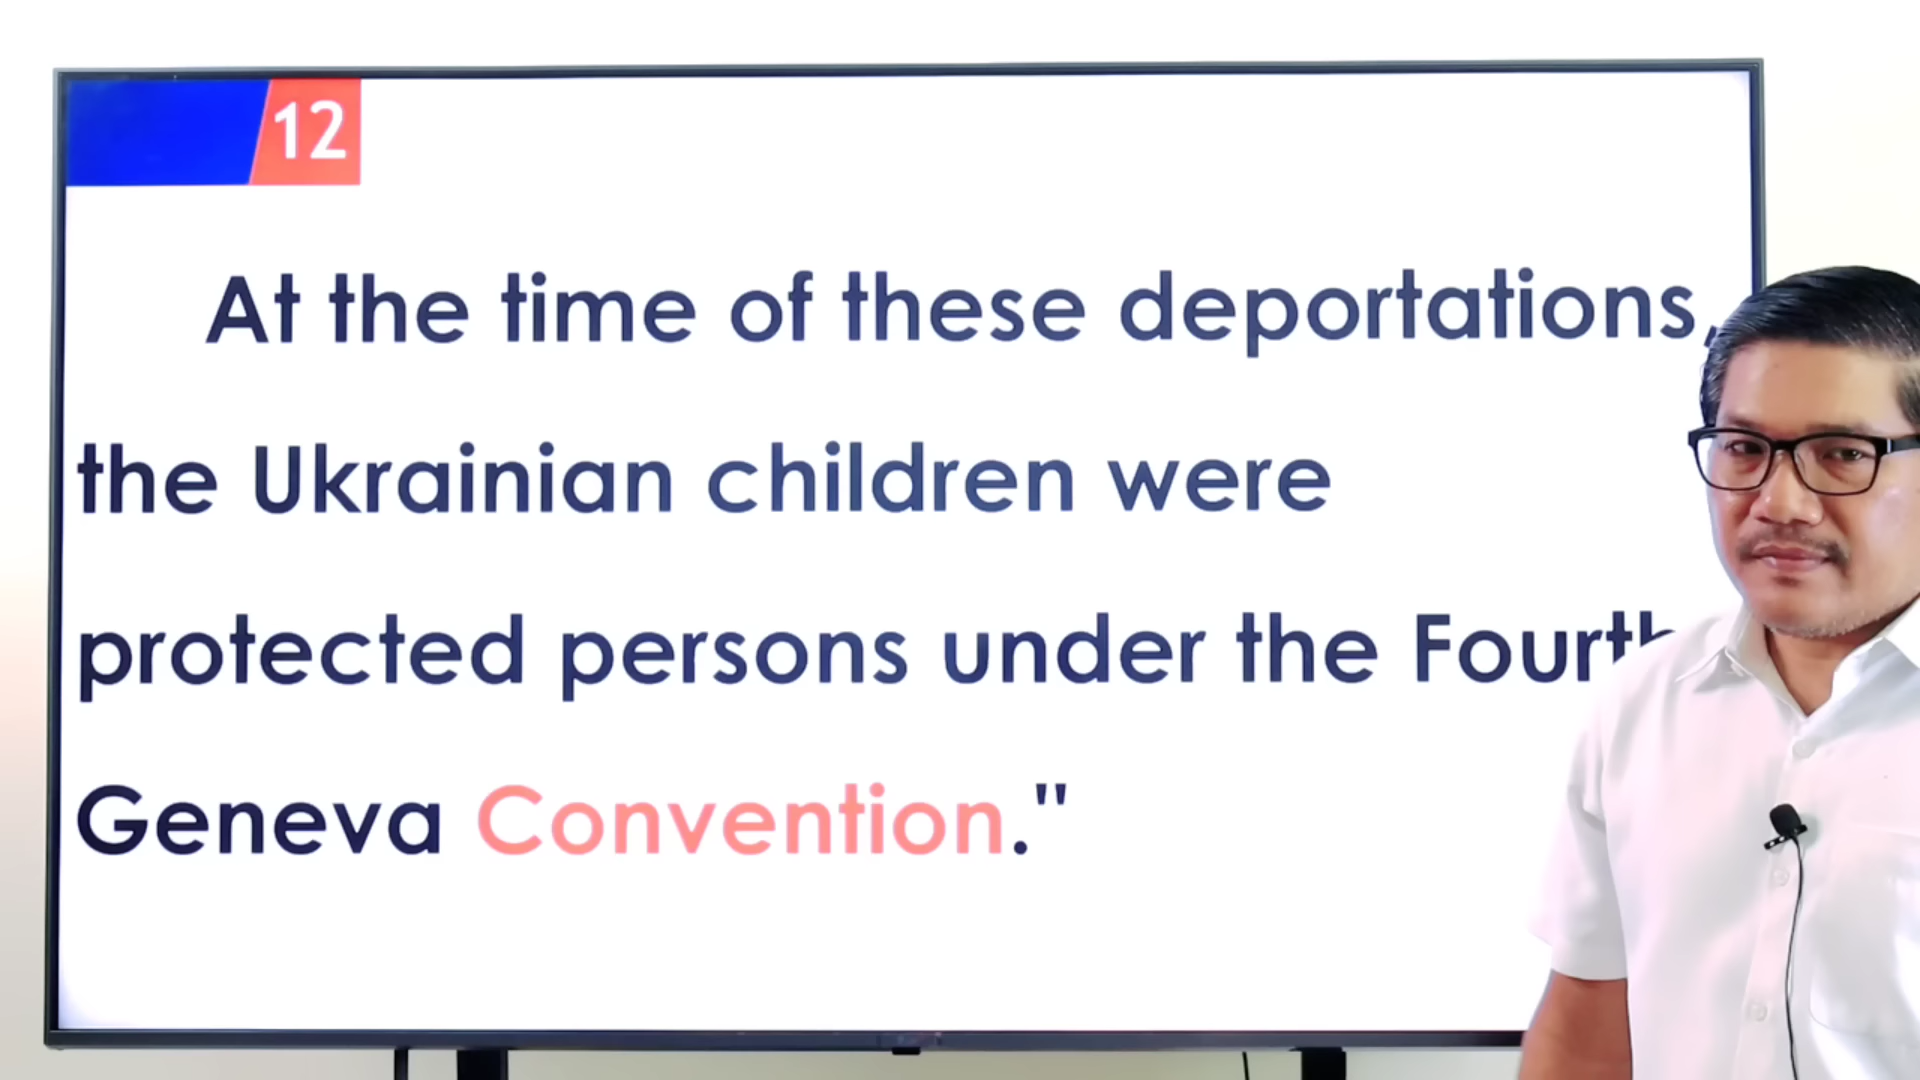 12
At the time of these deportations,
the Ukrainian children were
protected persons under the Fourth
Geneva Convention."